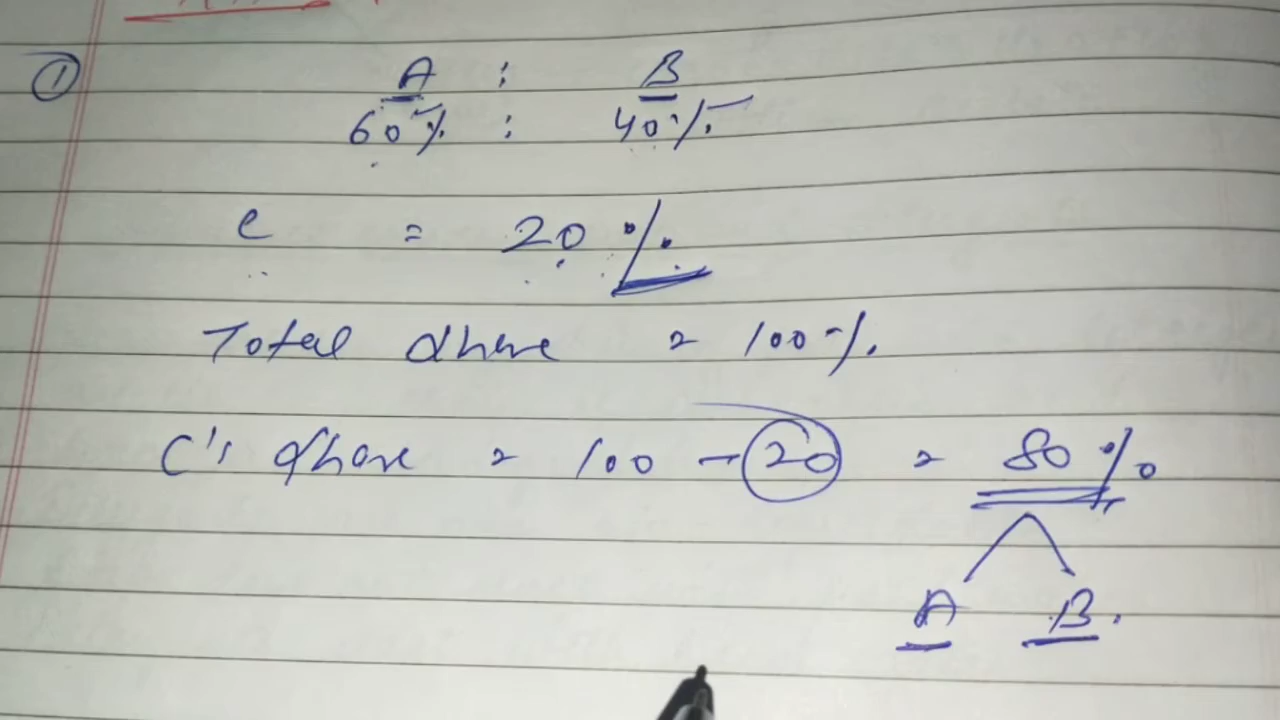 ① A : B
60% : 40%
C = 20%
Total share = 100%.
C's share = 100 - 20 = 80%
A B.